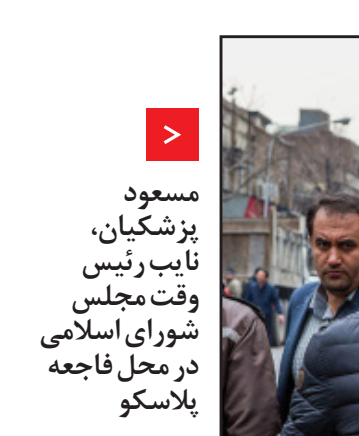 مسعود
پزشکیان،
نایب رئیس
وقت مجلس
شورای اسلامی
در محل فاجعه
پلاسکو